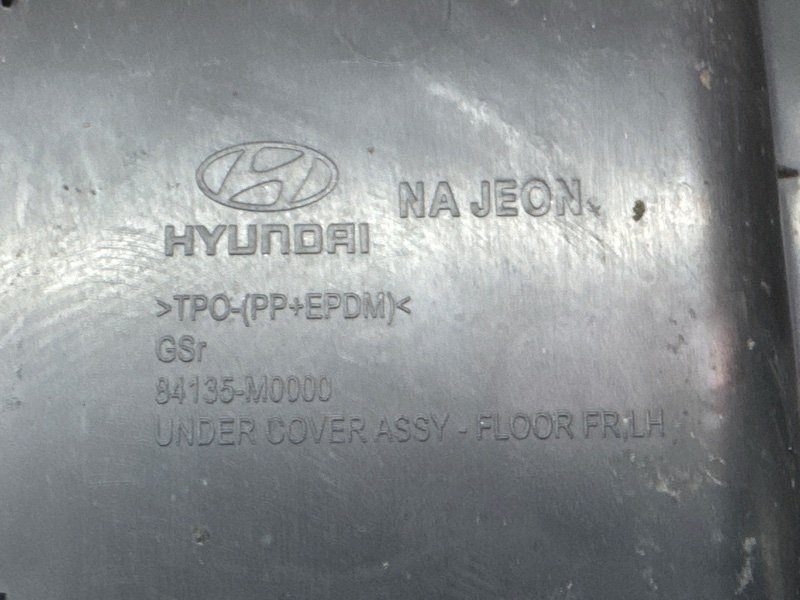 HYUNDAI NA JEON
>TPO-(PP+EPDM)<
GSr
84135-M0000
UNDER COVER ASSY - FLOOR FR,LH